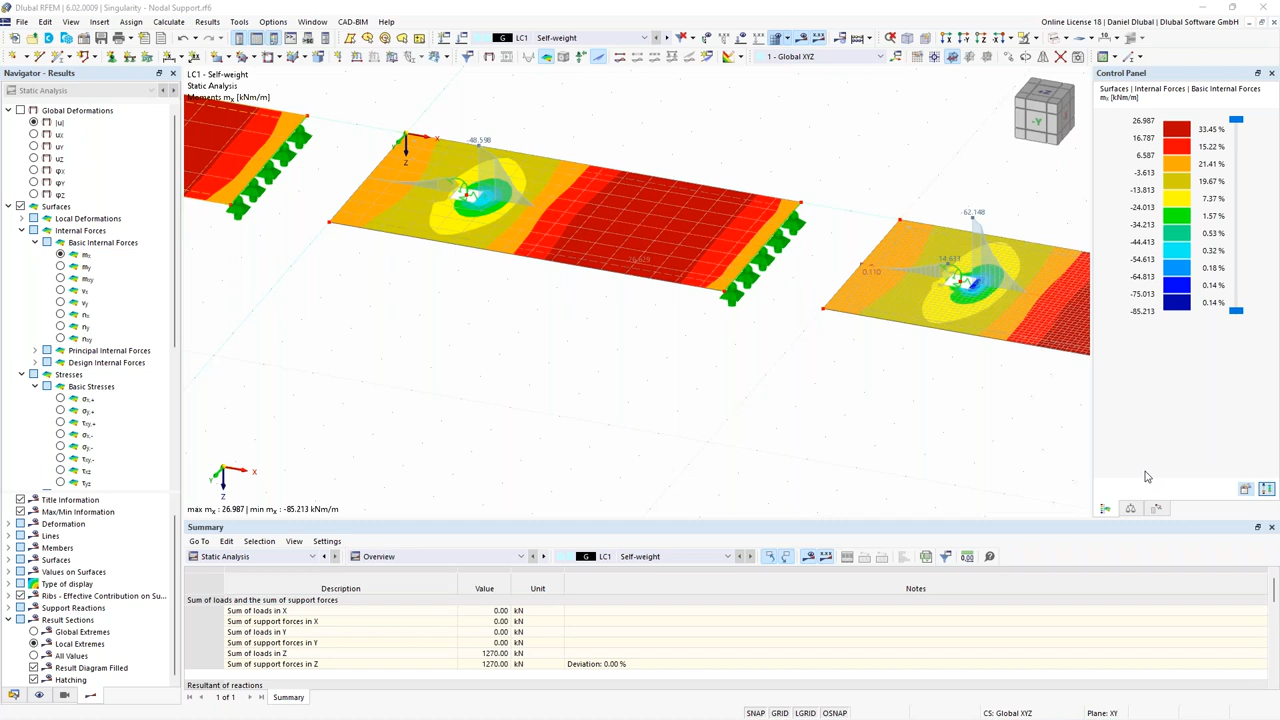 Dlubal RFEM | 6.02.0009 | Singularity - Nodal Support.rf6
File Edit View Insert Assign Calculate Results Tools Options Window CAD-BIM Help
Online License 18 | Daniel Dlubal | Dlubal Software GmbH
G LC1 Self-weight
1 - Global XYZ
Navigator - Results
Static Analysis
Global Deformations
|u|
uX
uY
uZ
φX
φY
φZ
Surfaces
Local Deformations
Internal Forces
Basic Internal Forces
mx
my
mxy
vx
vy
nx
ny
nxy
Principal Internal Forces
Design Internal Forces
Stresses
Basic Stresses
σx,+
σy,+
τxy,+
σx,-
σy,-
τxy,-
τxz
τyz
Title Information
Max/Min Information
Deformation
Lines
Members
Surfaces
Values on Surfaces
Type of display
Ribs - Effective Contribution on Su...
Support Reactions
Result Sections
Global Extremes
Local Extremes
All Values
Result Diagram Filled
Hatching
LC1 - Self-weight
Static Analysis
Moments mx [kNm/m]
X
Z
-48.598
26.629
-62.148
14.633
0.110
-Y
+Z
X
Y
Z
max mx : 26.987 | min mx : -85.213 kNm/m
Control Panel
Surfaces | Internal Forces | Basic Internal Forces
mx [kNm/m]
26.987
33.45 %
16.787
15.22 %
6.587
21.41 %
-3.613
19.67 %
-13.813
7.37 %
-24.013
1.57 %
-34.213
0.53 %
-44.413
0.32 %
-54.613
0.18 %
-64.813
0.14 %
-75.013
0.14 %
-85.213
Summary
Go To Edit Selection View Settings
Static Analysis Overview G LC1 Self-weight
Description Value Unit Notes
Sum of loads and the sum of support forces
Sum of loads in X 0.00 kN
Sum of support forces in X 0.00 kN
Sum of loads in Y 0.00 kN
Sum of support forces in Y 0.00 kN
Sum of loads in Z 1270.00 kN
Sum of support forces in Z 1270.00 kN Deviation: 0.00 %
Resultant of reactions
1 of 1 Summary
SNAP GRID LGRID OSNAP CS: Global XYZ Plane: XY